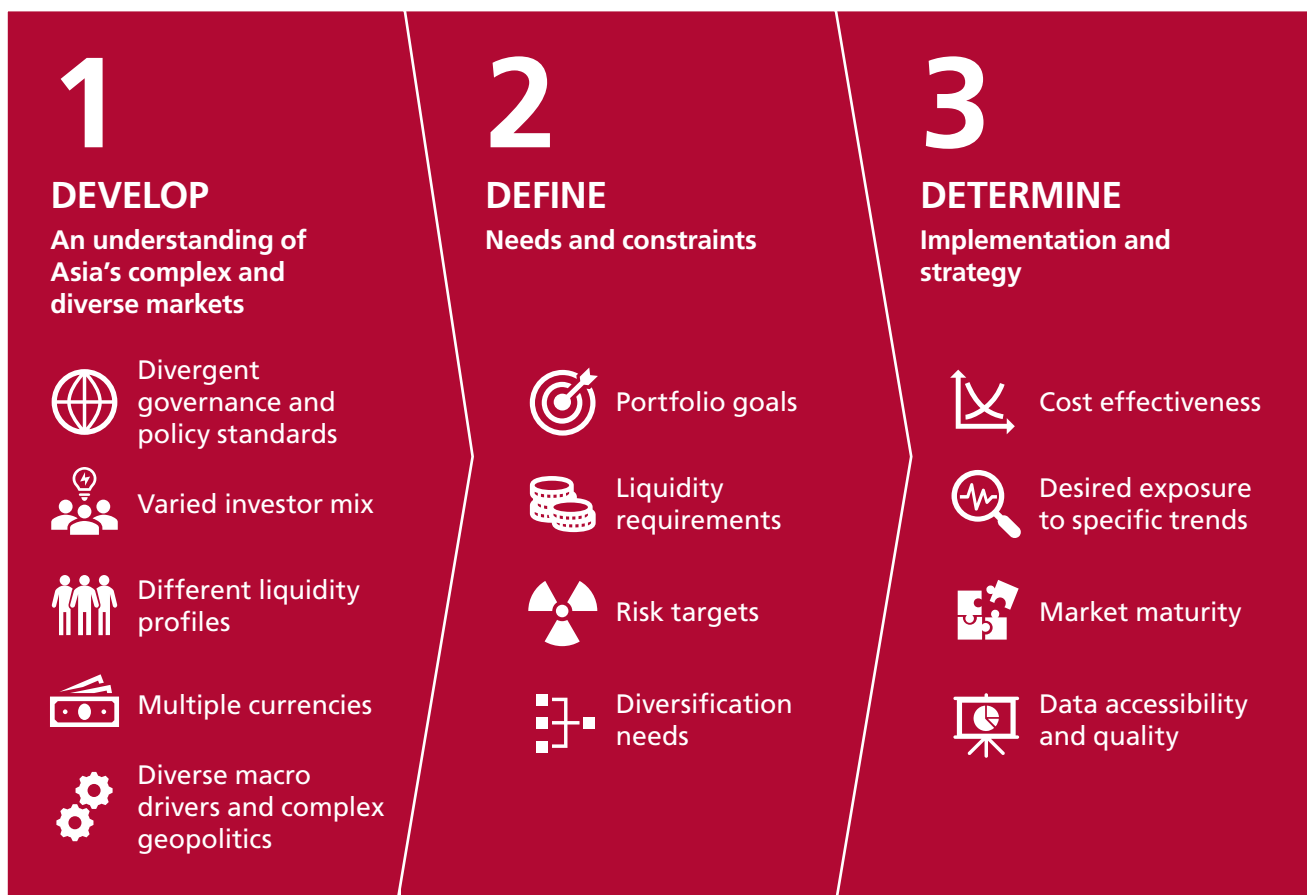 1
DEVELOP
An understanding of
Asia’s complex and
diverse markets
Divergent
governance and
policy standards
Varied investor mix
Different liquidity
profiles
Multiple currencies
Diverse macro
drivers and complex
geopolitics
2
DEFINE
Needs and constraints
Portfolio goals
Liquidity
requirements
Risk targets
Diversification
needs
3
DETERMINE
Implementation and
strategy
Cost effectiveness
Desired exposure
to specific trends
Market maturity
Data accessibility
and quality